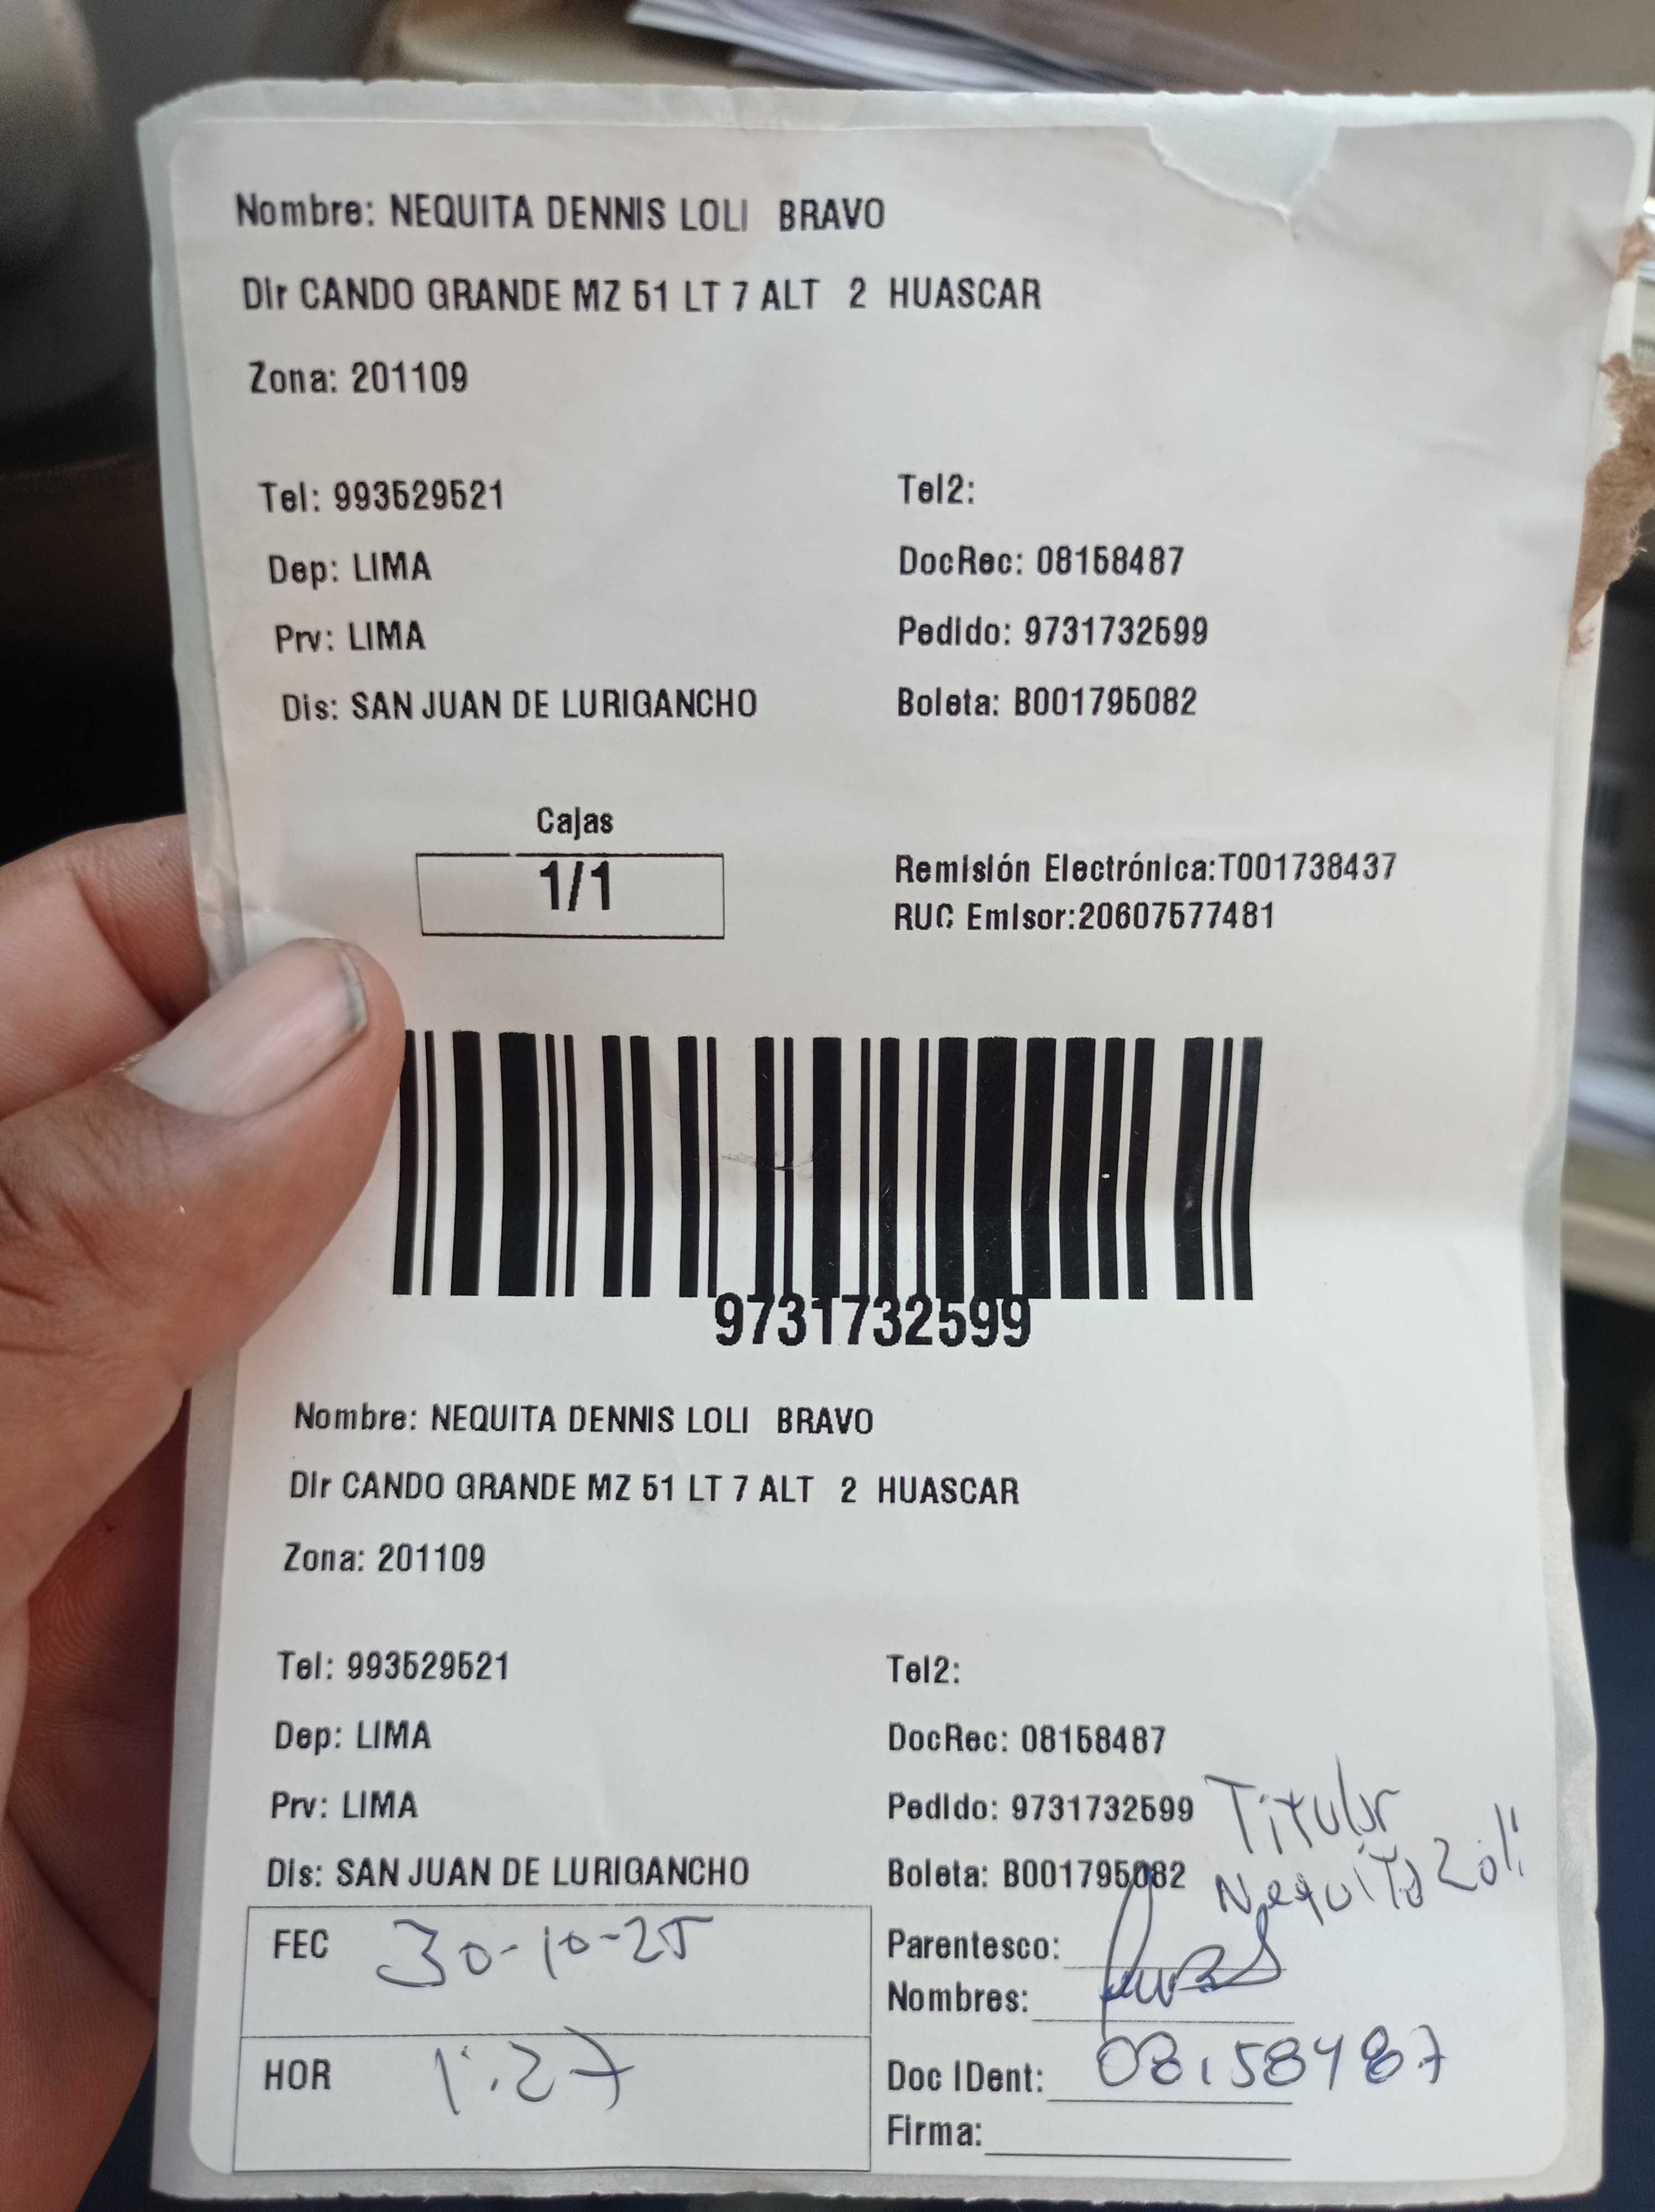 Nombre: NEQUITA DENNIS LOLI BRAVO
Dir CANDO GRANDE MZ 51 LT 7 ALT 2 HUASCAR
Zona: 201109
Tel: 993529521
Tel2:
Dep: LIMA
DocRec: 08158487
Prv: LIMA
Pedido: 9731732599
Dis: SAN JUAN DE LURIGANCHO
Boleta: B001795082
Cajas
1/1
Remisión Electrónica:T001738437
RUC Emisor:20607577481
9731732599
Nombre: NEQUITA DENNIS LOLI BRAVO
Dir CANDO GRANDE MZ 51 LT 7 ALT 2 HUASCAR
Zona: 201109
Tel: 993529521
Tel2:
Dep: LIMA
DocRec: 08158487
Prv: LIMA
Pedido: 9731732599
Titular
Dis: SAN JUAN DE LURIGANCHO
Boleta: B001795082
Nequita Loli
FEC 30-10-25
Parentesco:
Nombres:
HOR 1:27
Doc IDent: 08158487
Firma: